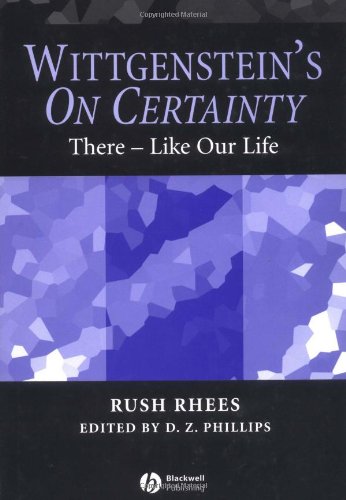 WITTGENSTEIN'S
ON CERTAINTY
There – Like Our Life
RUSH RHEES
EDITED BY D. Z. PHILLIPS
Blackwell
Publishing